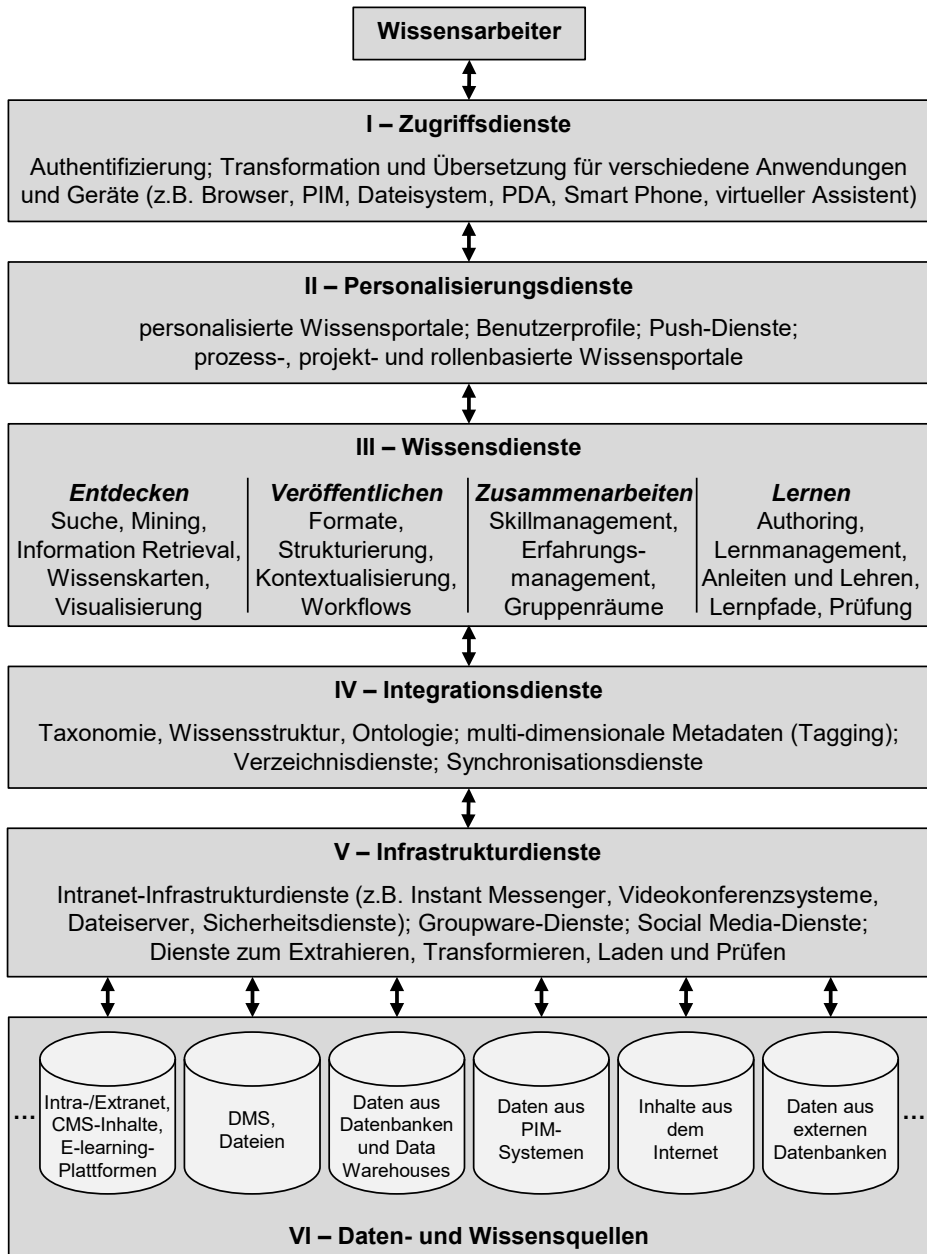 Wissensarbeiter
I – Zugriffsdienste
Authentifizierung; Transformation und Übersetzung für verschiedene Anwendungen
und Geräte (z.B. Browser, PIM, Dateisystem, PDA, Smart Phone, virtueller Assistent)
II – Personalisierungsdienste
personalisierte Wissensportale; Benutzerprofile; Push-Dienste;
prozess-, projekt- und rollenbasierte Wissensportale
III – Wissensdienste
Entdecken
Suche, Mining,
Information Retrieval,
Wissenskarten,
Visualisierung
Veröffentlichen
Formate,
Strukturierung,
Kontextualisierung,
Workflows
Zusammenarbeiten
Skillmanagement,
Erfahrungs-
management,
Gruppenräume
Lernen
Authoring,
Lernmanagement,
Anleiten und Lehren,
Lernpfade, Prüfung
IV – Integrationsdienste
Taxonomie, Wissensstruktur, Ontologie; multi-dimensionale Metadaten (Tagging);
Verzeichnisdienste; Synchronisationsdienste
V – Infrastrukturdienste
Intranet-Infrastrukturdienste (z.B. Instant Messenger, Videokonferenzsysteme,
Dateiserver, Sicherheitsdienste); Groupware-Dienste; Social Media-Dienste;
Dienste zum Extrahieren, Transformieren, Laden und Prüfen
...
Intra-/Extranet,
CMS-Inhalte,
E-learning-
Plattformen
DMS,
Dateien
Daten aus
Datenbanken
und Data
Warehouses
Daten aus
PIM-
Systemen
Inhalte aus
dem
Internet
Daten aus
externen
Datenbanken
...
VI – Daten- und Wissensquellen